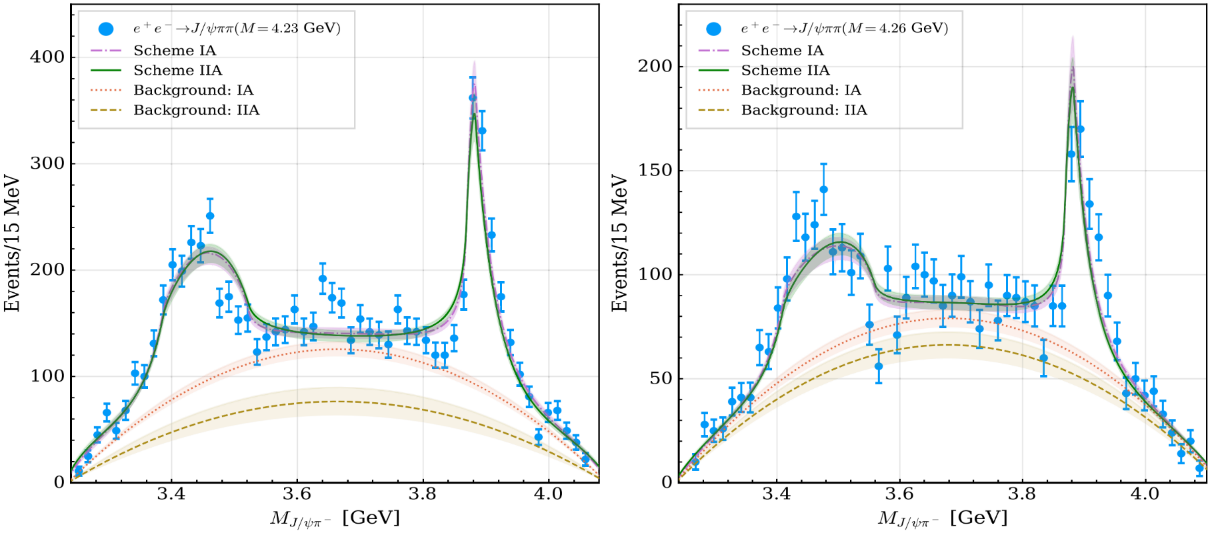 e⁺e⁻→J/ψππ(M = 4.23 GeV)
Scheme IA
Scheme IIA
Background: IA
Background: IIA
400
300
200
100
0
Events/15 MeV
3.4
3.6
3.8
4.0
M_{J/ψπ⁻} [GeV]
e⁺e⁻→J/ψππ(M = 4.26 GeV)
Scheme IA
Scheme IIA
Background: IA
Background: IIA
200
150
100
50
0
Events/15 MeV
3.4
3.6
3.8
4.0
M_{J/ψπ⁻} [GeV]